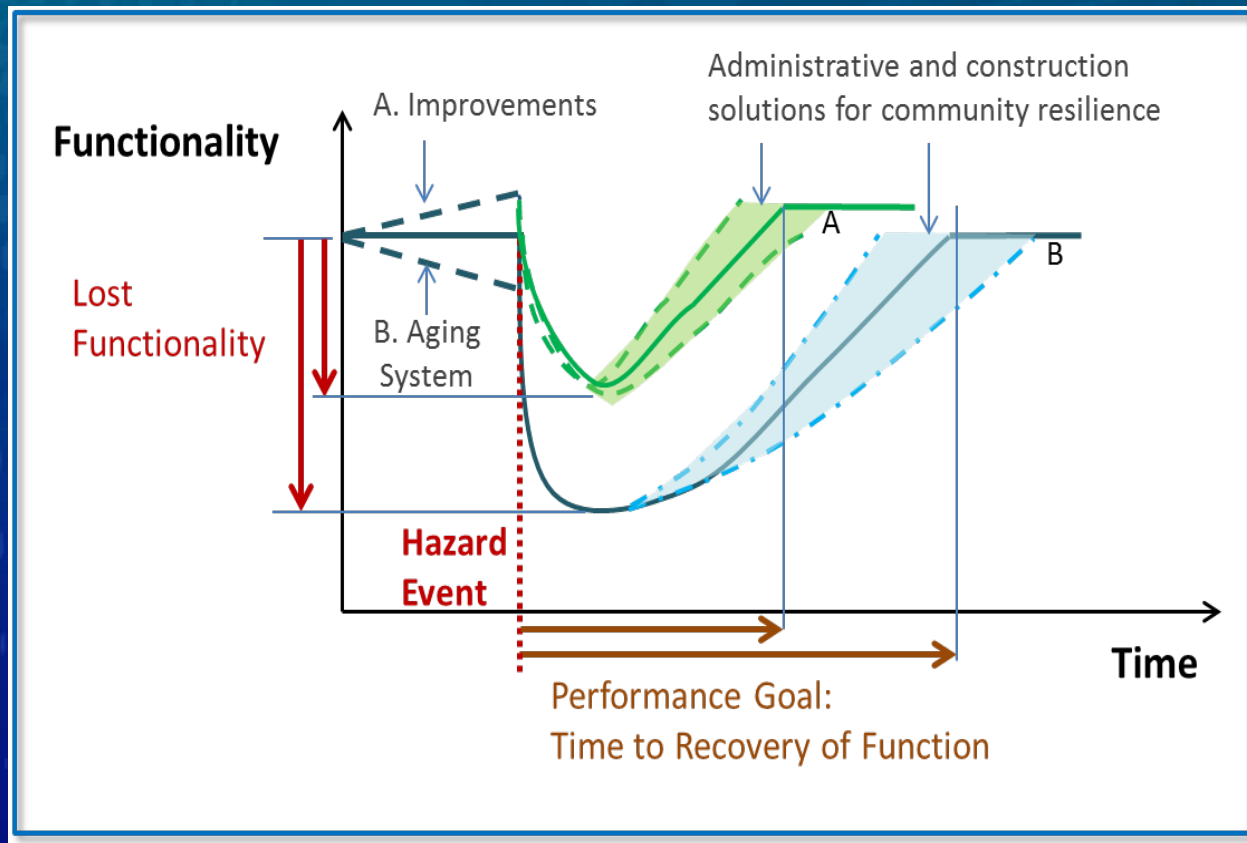 Administrative and construction
solutions for community resilience
A. Improvements
Functionality
A
B
Lost
Functionality
B. Aging
System
Hazard
Event
Time
Performance Goal:
Time to Recovery of Function